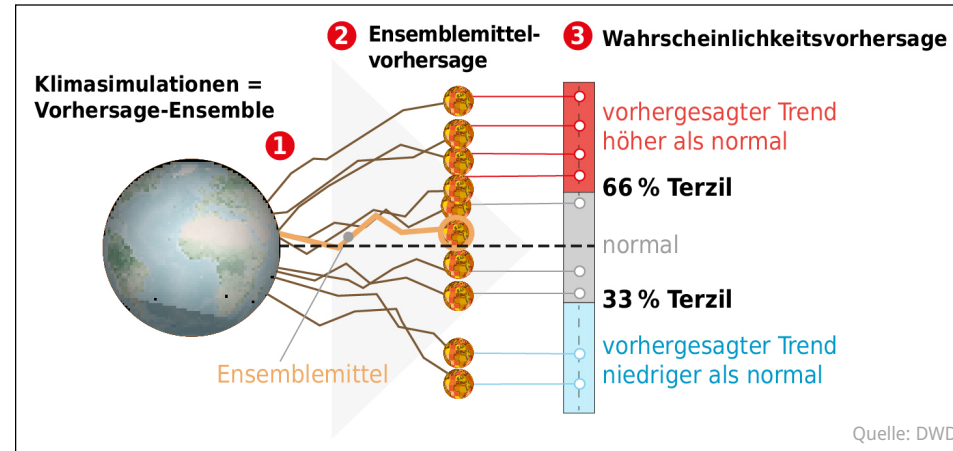 Klimasimulationen =
Vorhersage-Ensemble
1
2 Ensemblemittel-
vorhersage
3 Wahrscheinlichkeitsvorhersage
vorhergesagter Trend
höher als normal
66 % Terzil
normal
33 % Terzil
vorhergesagter Trend
niedriger als normal
Ensemblemittel
Quelle: DWD